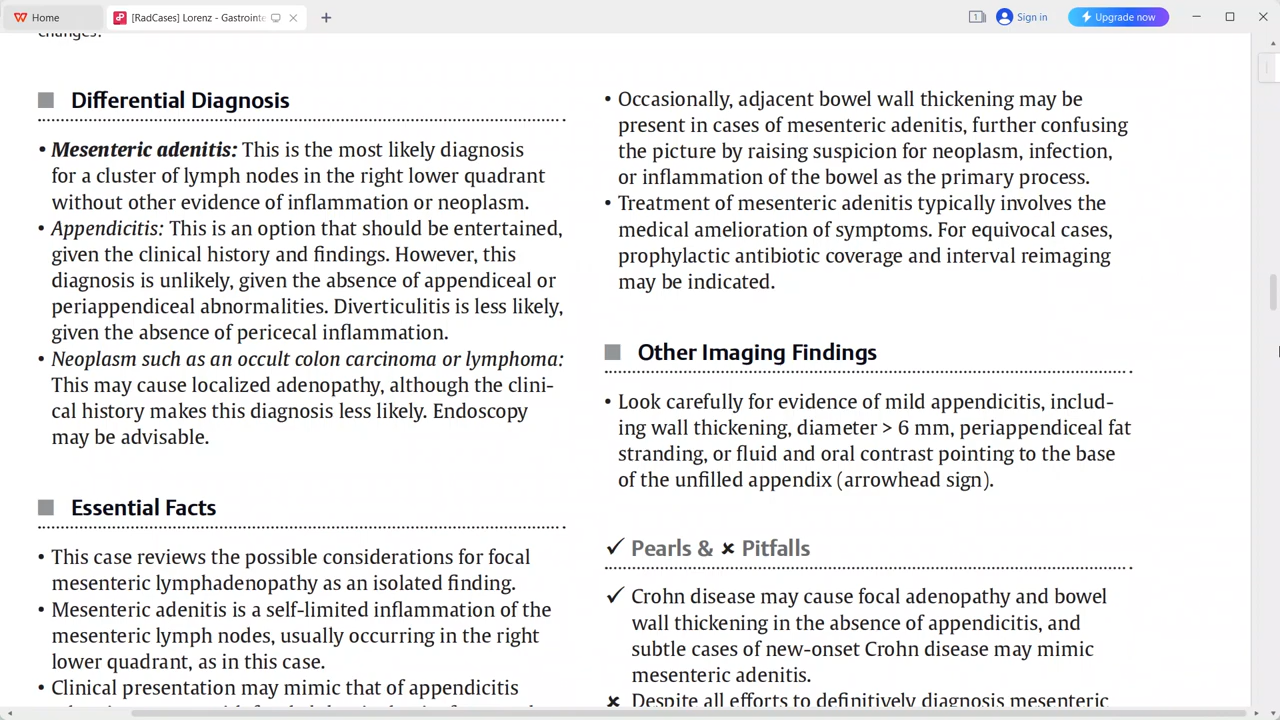 Home
[RadCases] Lorenz - Gastrointe
1
Sign in
Upgrade now
changes?
Differential Diagnosis
• Mesenteric adenitis: This is the most likely diagnosis
for a cluster of lymph nodes in the right lower quadrant
without other evidence of inflammation or neoplasm.
• Appendicitis: This is an option that should be entertained,
given the clinical history and findings. However, this
diagnosis is unlikely, given the absence of appendiceal or
periappendiceal abnormalities. Diverticulitis is less likely,
given the absence of pericecal inflammation.
• Neoplasm such as an occult colon carcinoma or lymphoma:
This may cause localized adenopathy, although the clini-
cal history makes this diagnosis less likely. Endoscopy
may be advisable.
Essential Facts
• This case reviews the possible considerations for focal
mesenteric lymphadenopathy as an isolated finding.
• Mesenteric adenitis is a self-limited inflammation of the
mesenteric lymph nodes, usually occurring in the right
lower quadrant, as in this case.
• Clinical presentation may mimic that of appendicitis
• Occasionally, adjacent bowel wall thickening may be
present in cases of mesenteric adenitis, further confusing
the picture by raising suspicion for neoplasm, infection,
or inflammation of the bowel as the primary process.
• Treatment of mesenteric adenitis typically involves the
medical amelioration of symptoms. For equivocal cases,
prophylactic antibiotic coverage and interval reimaging
may be indicated.
Other Imaging Findings
• Look carefully for evidence of mild appendicitis, includ-
ing wall thickening, diameter > 6 mm, periappendiceal fat
stranding, or fluid and oral contrast pointing to the base
of the unfilled appendix (arrowhead sign).
✓ Pearls & ✗ Pitfalls
✓ Crohn disease may cause focal adenopathy and bowel
wall thickening in the absence of appendicitis, and
subtle cases of new-onset Crohn disease may mimic
mesenteric adenitis.
✗ Despite all efforts to definitively diagnosis mesenteric